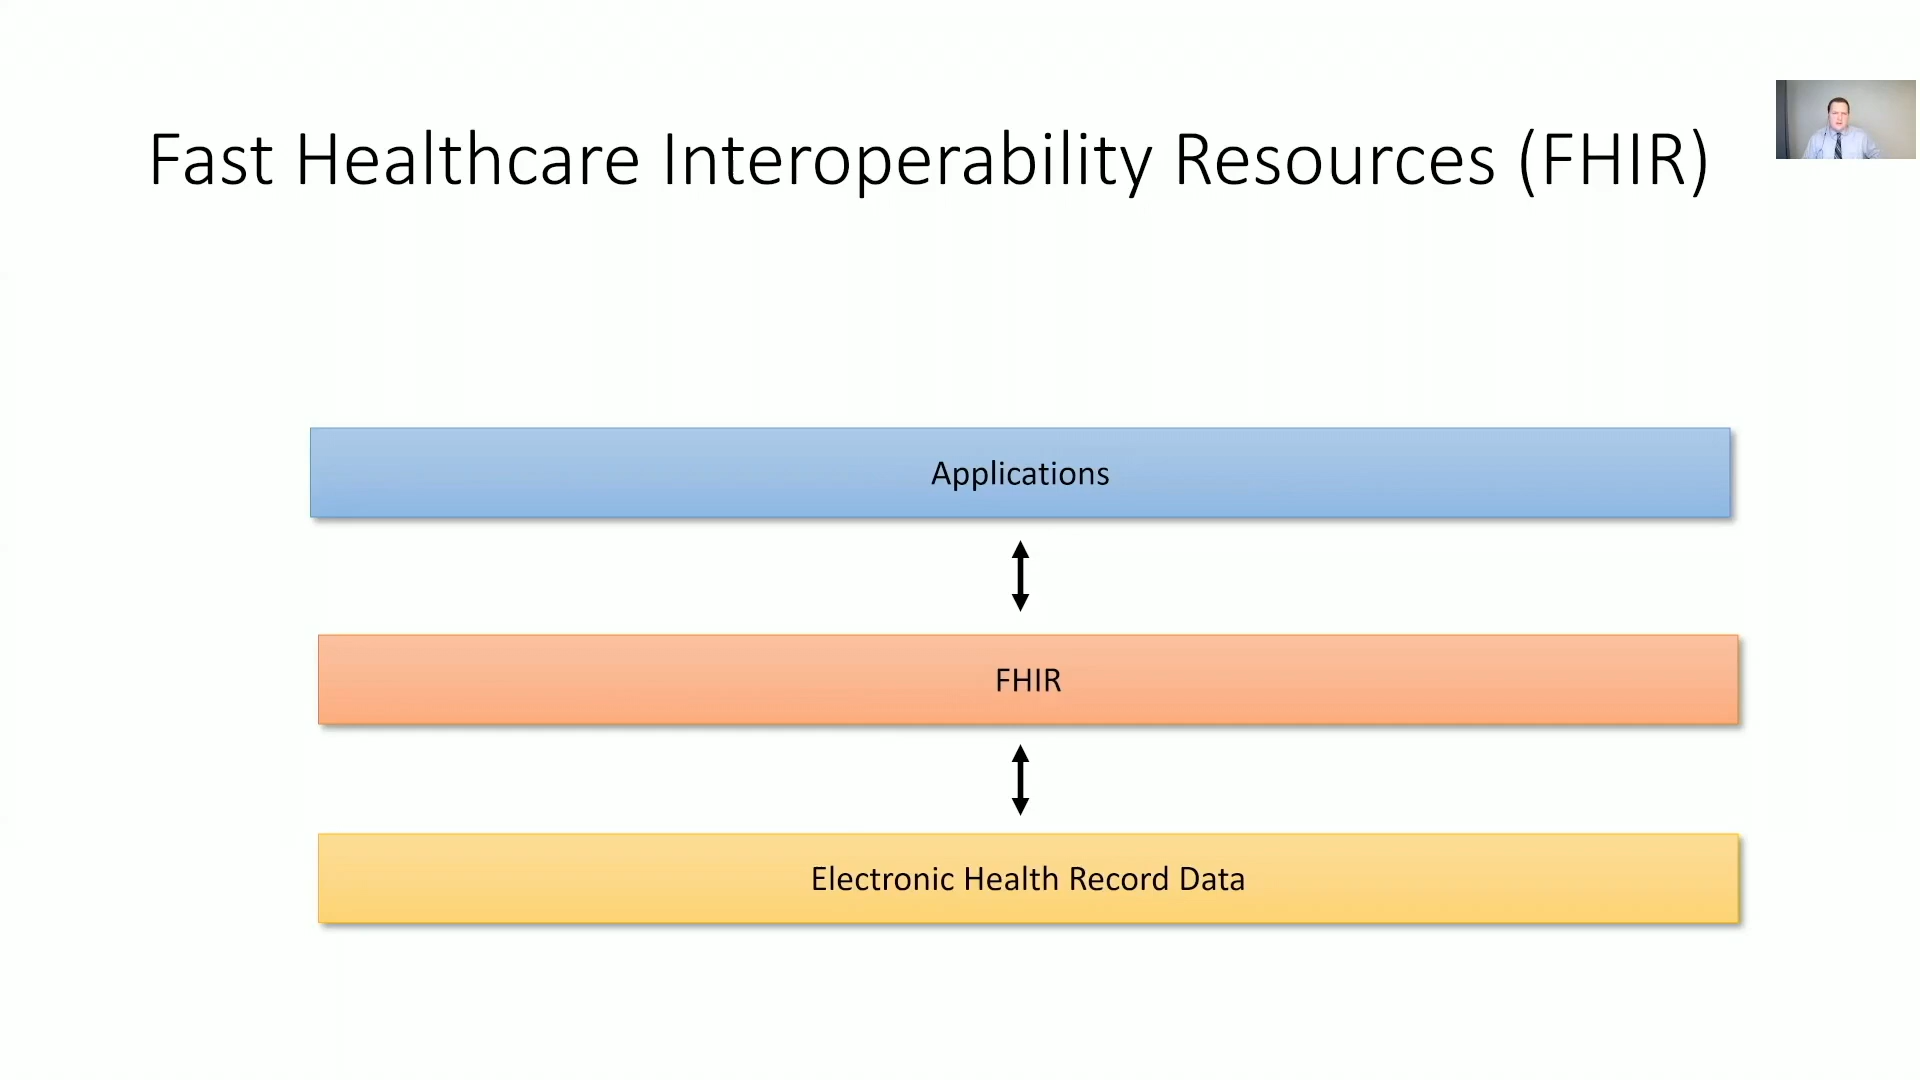 Fast Healthcare Interoperability Resources (FHIR)
Applications
FHIR
Electronic Health Record Data